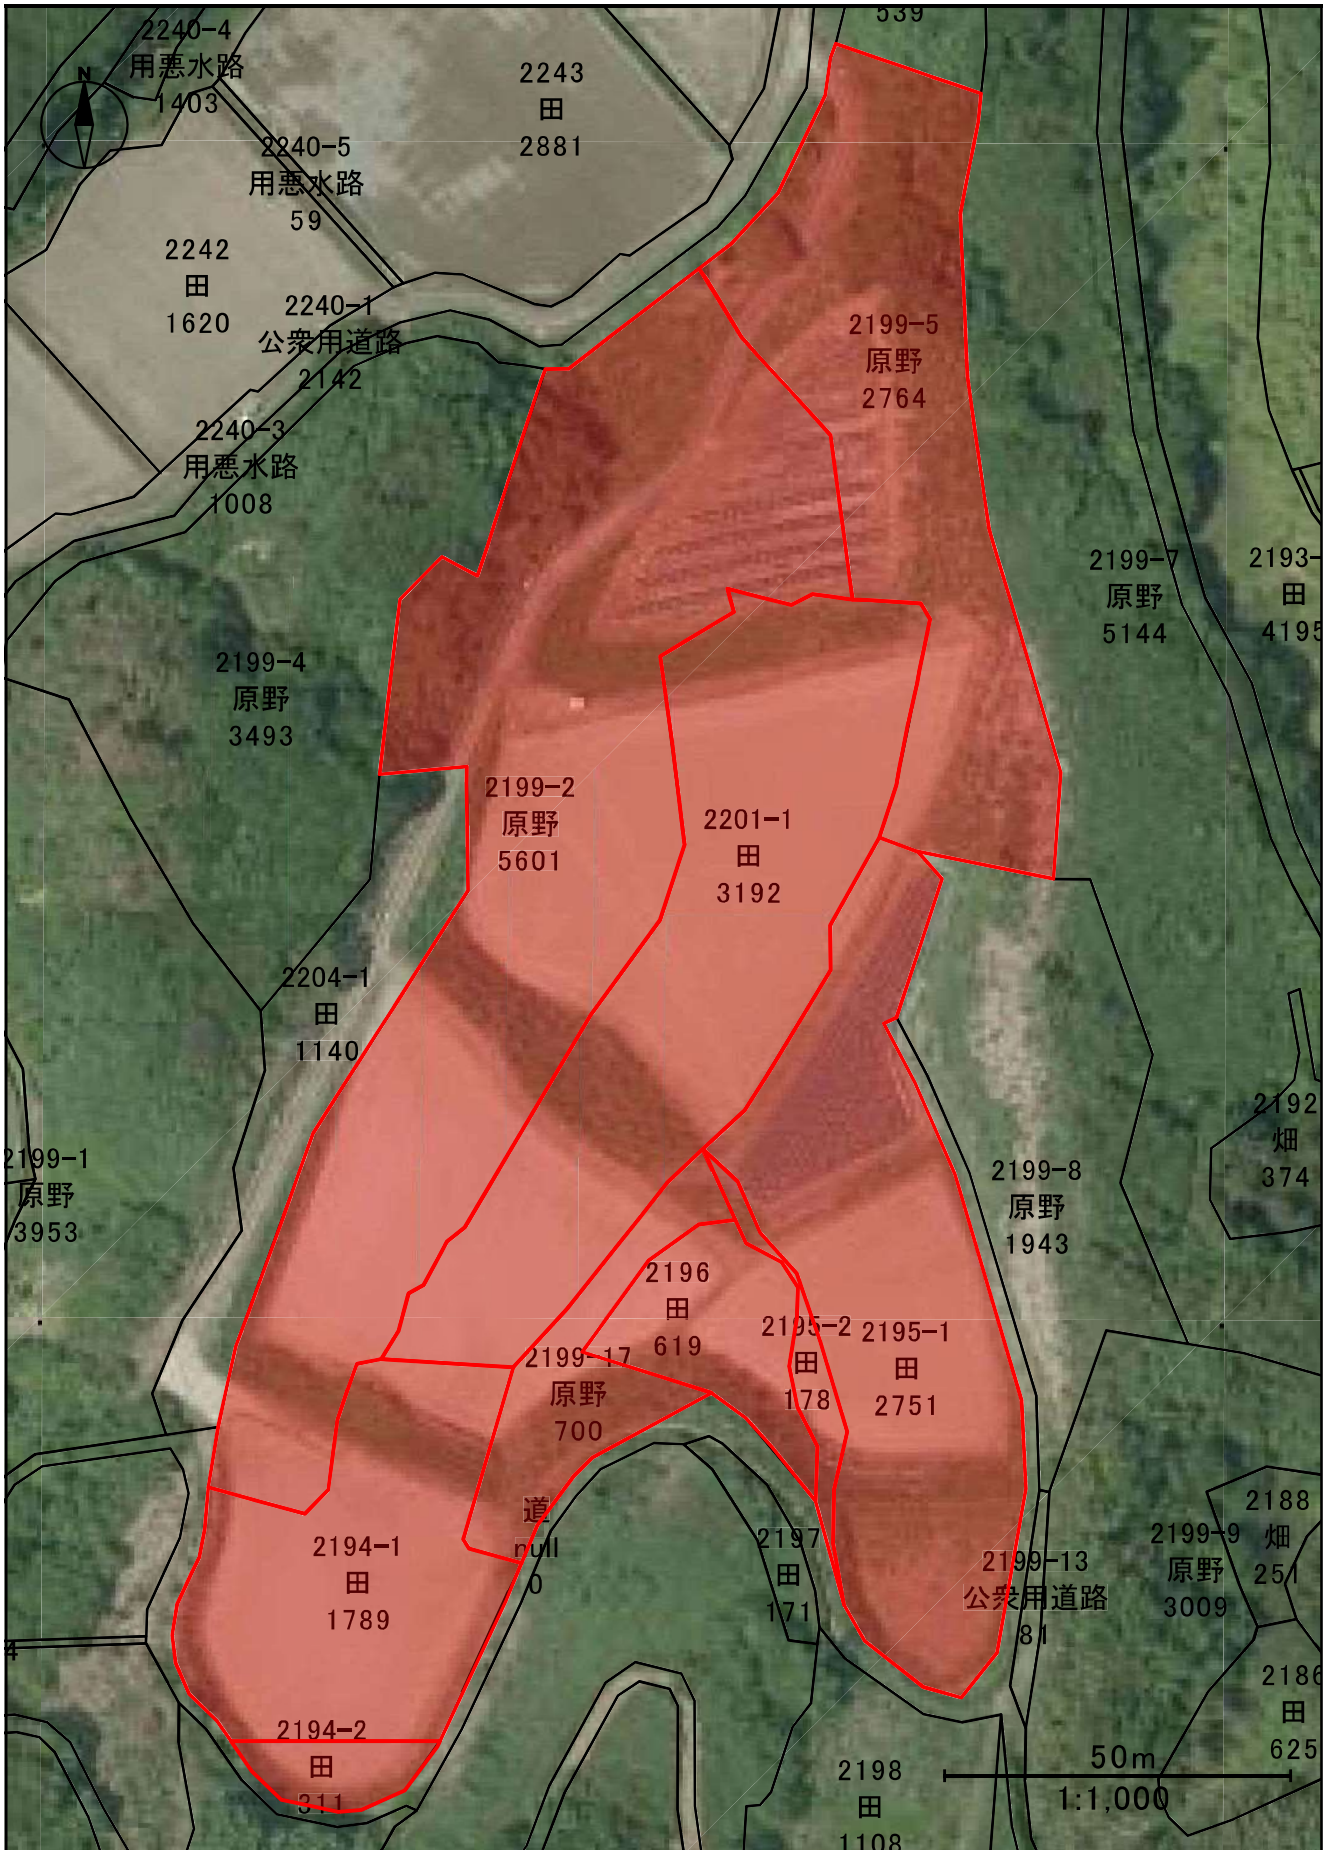 539
2240-4
用悪水路
1403
N
2243
田
2881
2240-5
用悪水路
59
2242
田
1620
2240-1
公衆用道路
2142
2240-3
用悪水路
1008
2199-5
原野
2764
2199-7
原野
5144
2193-
田
4195
2199-4
原野
3493
2199-2
原野
5601
2201-1
田
3192
2204-1
田
1140
2192
畑
374
2199-1
原野
3953
2199-8
原野
1943
2196
田
619
2195-2
田
178
2195-1
田
2751
2199-17
原野
700
道
null
0
2194-1
田
1789
2197
田
171
2199-13
公衆用道路
81
2199-9
原野
3009
2188
畑
251
4
2186
田
625
2194-2
田
311
2198
田
1108
50m
1:1,000